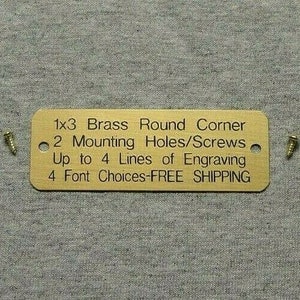 1x3 Brass Round Corner
2 Mounting Holes/Screws
Up to 4 Lines of Engraving
4 Font Choices-FREE SHIPPING